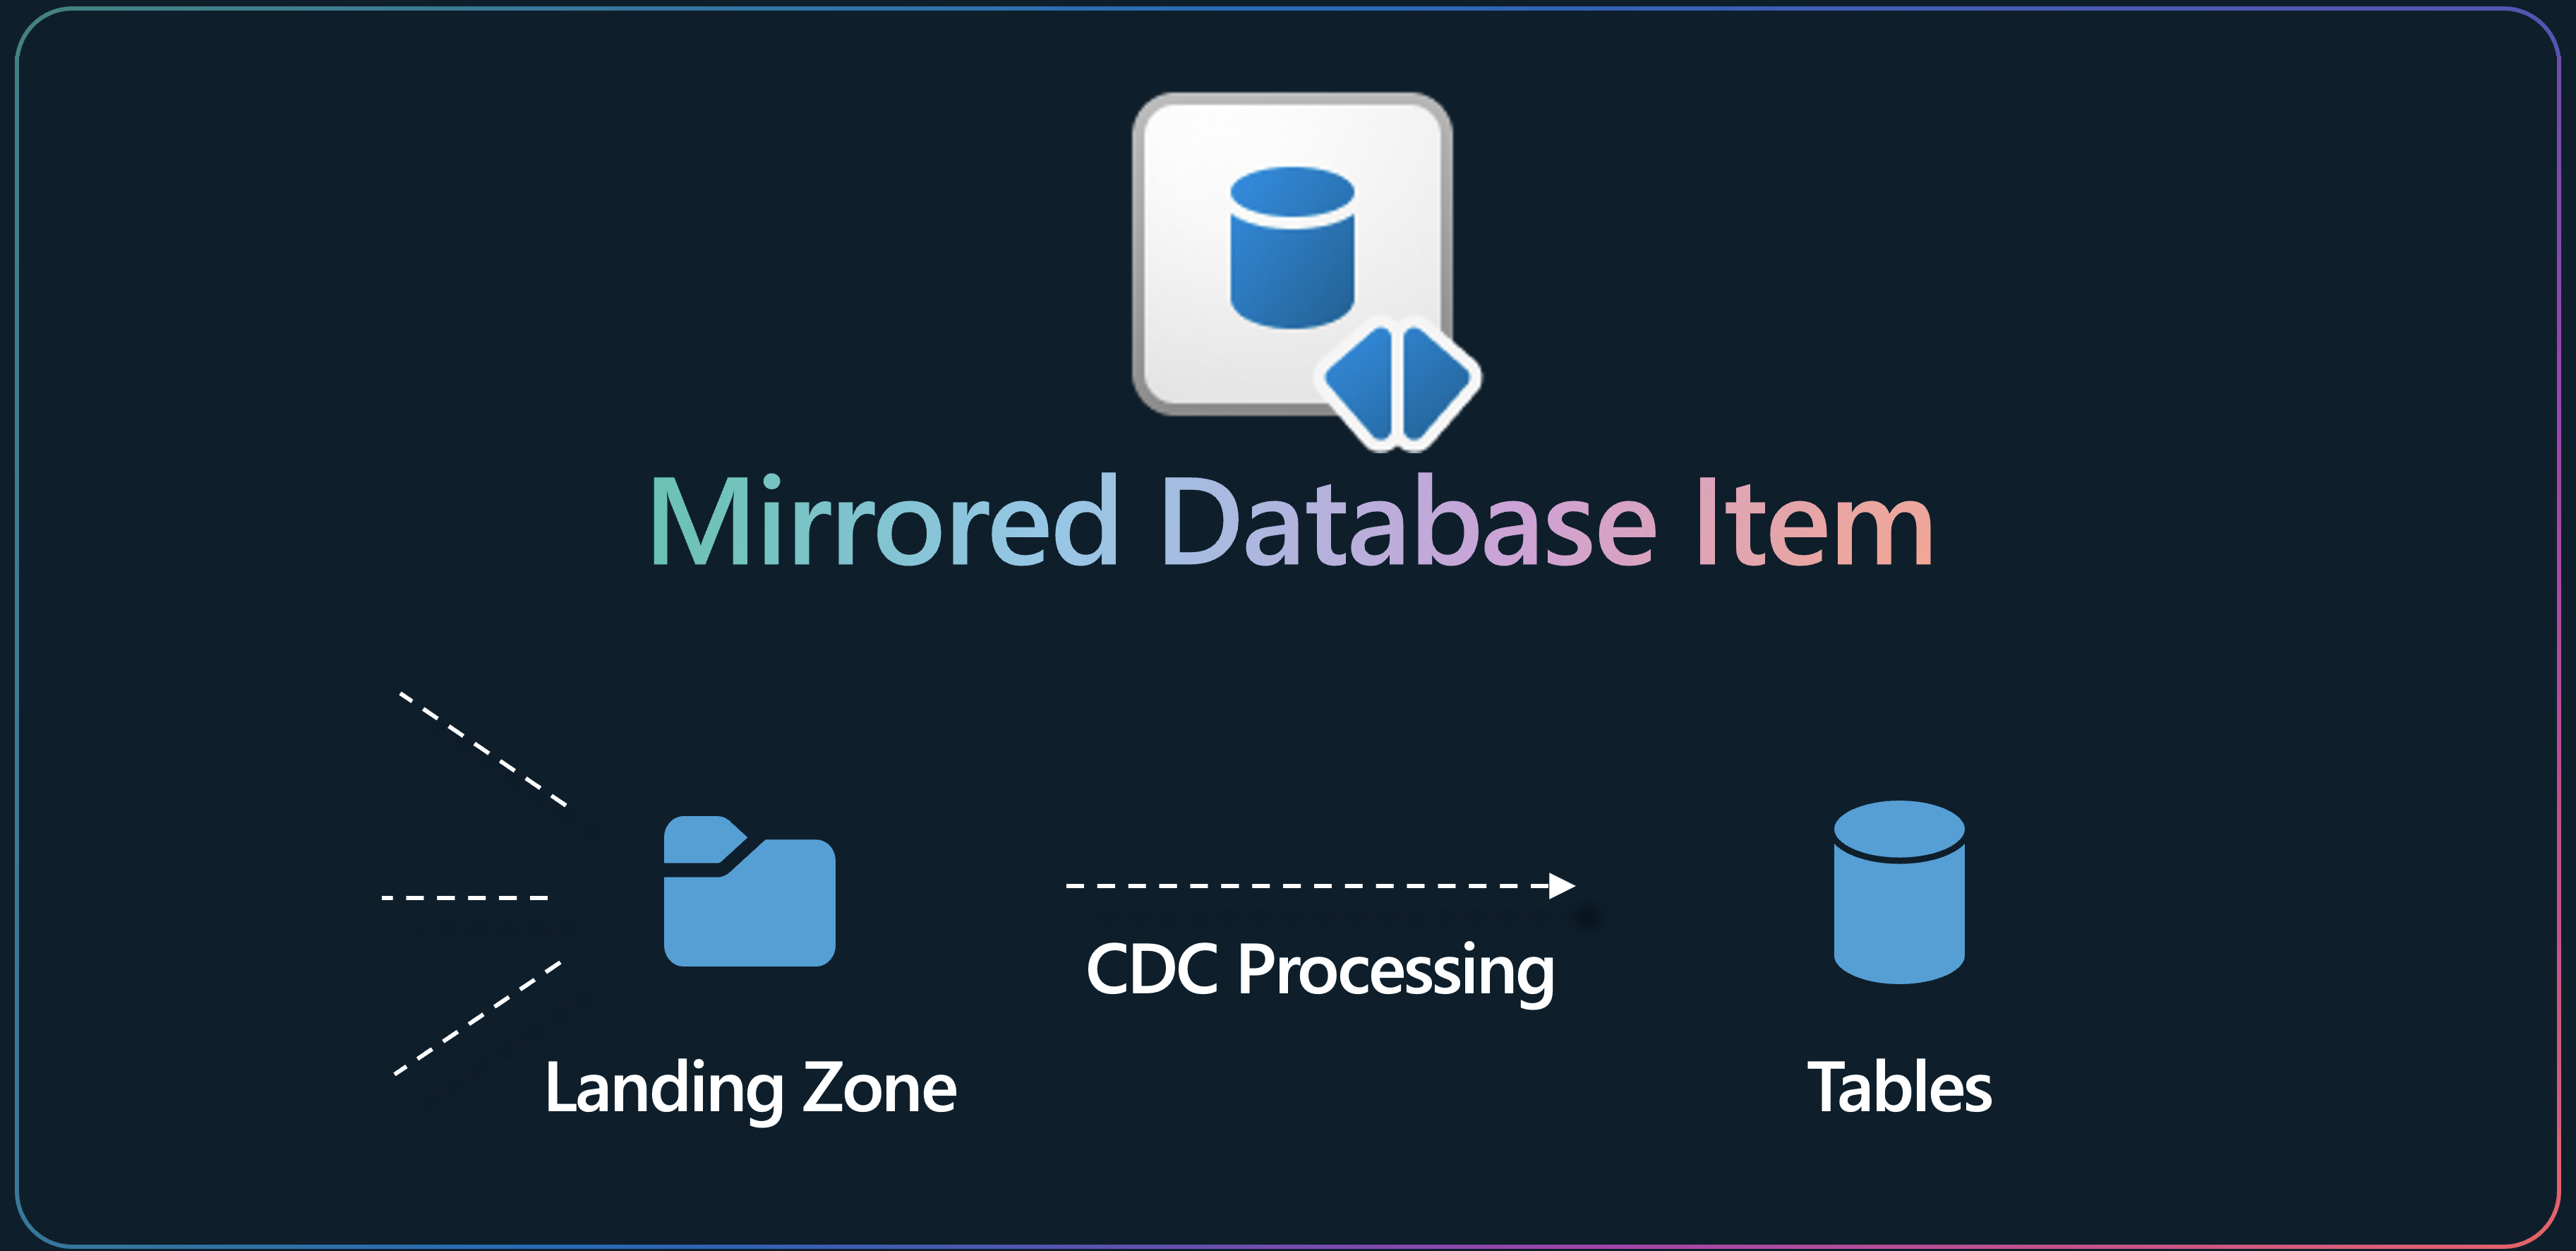 Mirrored Database Item
CDC Processing
Landing Zone
Tables